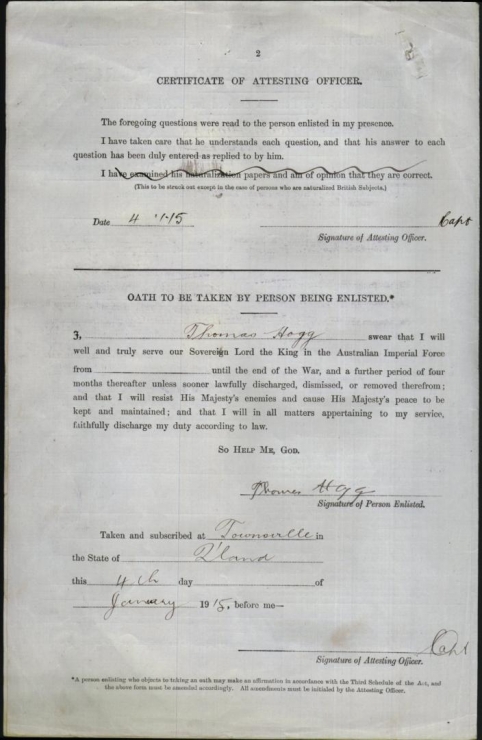 2
CERTIFICATE OF ATTESTING OFFICER.
The foregoing questions were read to the person enlisted in my presence.
I have taken care that he understands each question, and that his answer to each
question has been duly entered as replied to by him.
I have examined his naturalization papers and am of opinion that they are correct.
(This to be struck out except in the case of persons who are naturalized British Subjects.)
Date 4 '1-15 Capt
Signature of Attesting Officer.
OATH TO BE TAKEN BY PERSON BEING ENLISTED.*
I, Thomas Hogg swear that I will
well and truly serve our Sovereign Lord the King in the Australian Imperial Force
from until the end of the War, and a further period of four
months thereafter unless sooner lawfully discharged, dismissed, or removed therefrom;
and that I will resist His Majesty's enemies and cause His Majesty's peace to be
kept and maintained; and that I will in all matters appertaining to my service,
faithfully discharge my duty according to law.
SO HELP ME, GOD.
Thomas Hogg
Signature of Person Enlisted.
Taken and subscribed at Townsville in
the State of Q'land
this 4th day of
January 1915, before me—
Capt
Signature of Attesting Officer.
*A person enlisting who objects to taking an oath may make an affirmation in accordance with the Third Schedule of the Act, and
the above form must be amended accordingly. All amendments must be initialed by the Attesting Officer.